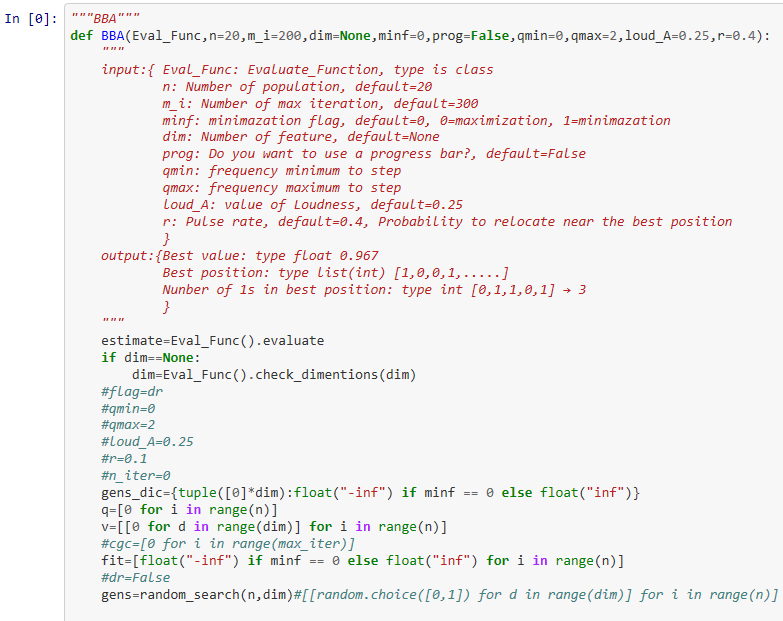 In [0]: """BBA"""
def BBA(Eval_Func,n=20,m_i=200,dim=None,minf=0,prog=False,qmin=0,qmax=2,loud_A=0.25,r=0.4):
    """
    input:{ Eval_Func: Evaluate_Function, type is class
            n: Number of population, default=20
            m_i: Number of max iteration, default=300
            minf: minimazation flag, default=0, 0=maximization, 1=minimazation
            dim: Number of feature, default=None
            prog: Do you want to use a progress bar?, default=False
            qmin: frequency minimum to step
            qmax: frequency maximum to step
            loud_A: value of Loudness, default=0.25
            r: Pulse rate, default=0.4, Probability to relocate near the best position
            }
    output:{Best value: type float 0.967
            Best position: type list(int) [1,0,0,1,.....]
            Nunber of 1s in best position: type int [0,1,1,0,1] → 3
            }
    """
    estimate=Eval_Func().evaluate
    if dim==None:
        dim=Eval_Func().check_dimentions(dim)
    #flag=dr
    #qmin=0
    #qmax=2
    #loud_A=0.25
    #r=0.1
    #n_iter=0
    gens_dic={tuple([0]*dim):float("-inf") if minf == 0 else float("inf")}
    q=[0 for i in range(n)]
    v=[[0 for d in range(dim)] for i in range(n)]
    #cgc=[0 for i in range(max_iter)]
    fit=[float("-inf") if minf == 0 else float("inf") for i in range(n)]
    #dr=False
    gens=random_search(n,dim)#[[random.choice([0,1]) for d in range(dim)] for i in range(n)]